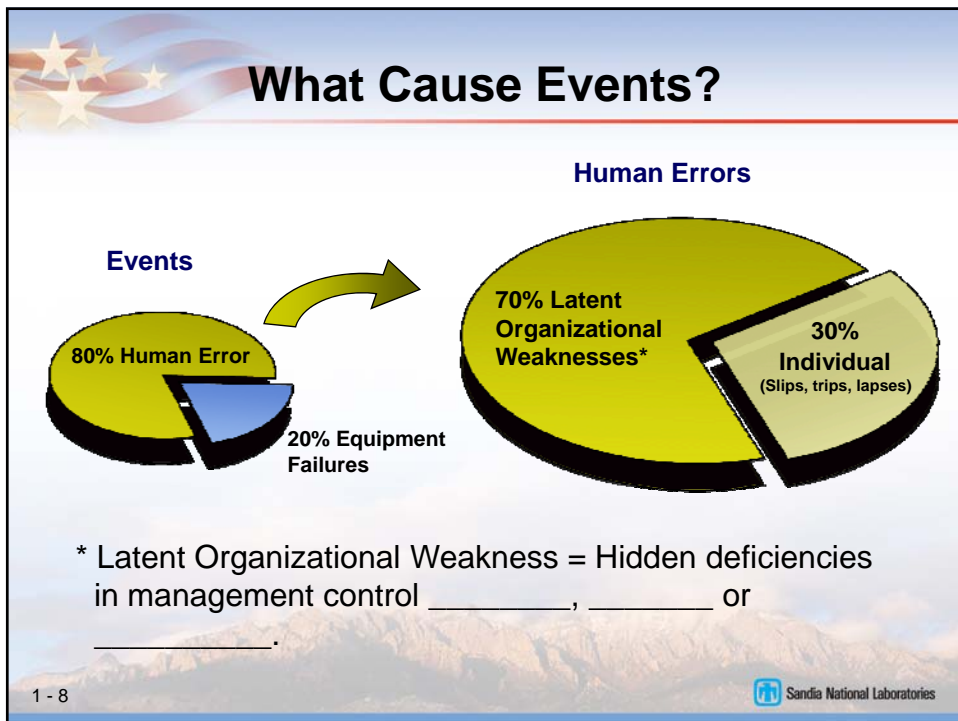 What Cause Events?
Human Errors
Events
70% Latent
Organizational
Weaknesses*
30%
Individual
(Slips, trips, lapses)
80% Human Error
20% Equipment
Failures
* Latent Organizational Weakness = Hidden deficiencies
in management control ________, _______ or
__________.
1 - 8
Sandia National Laboratories